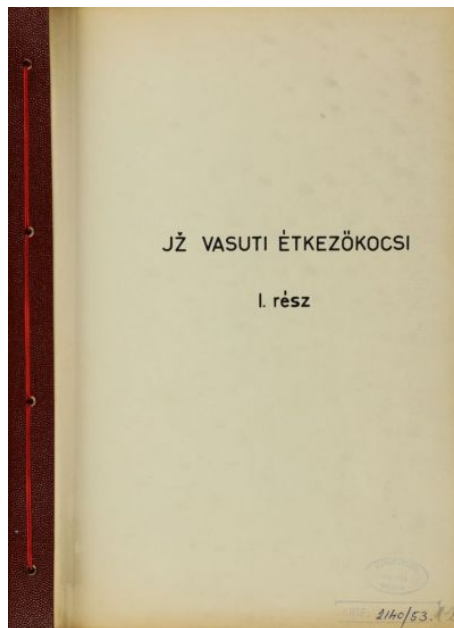 JŽ VASUTI ÉTKEZŐKOCSI
I. rész
2140/53.